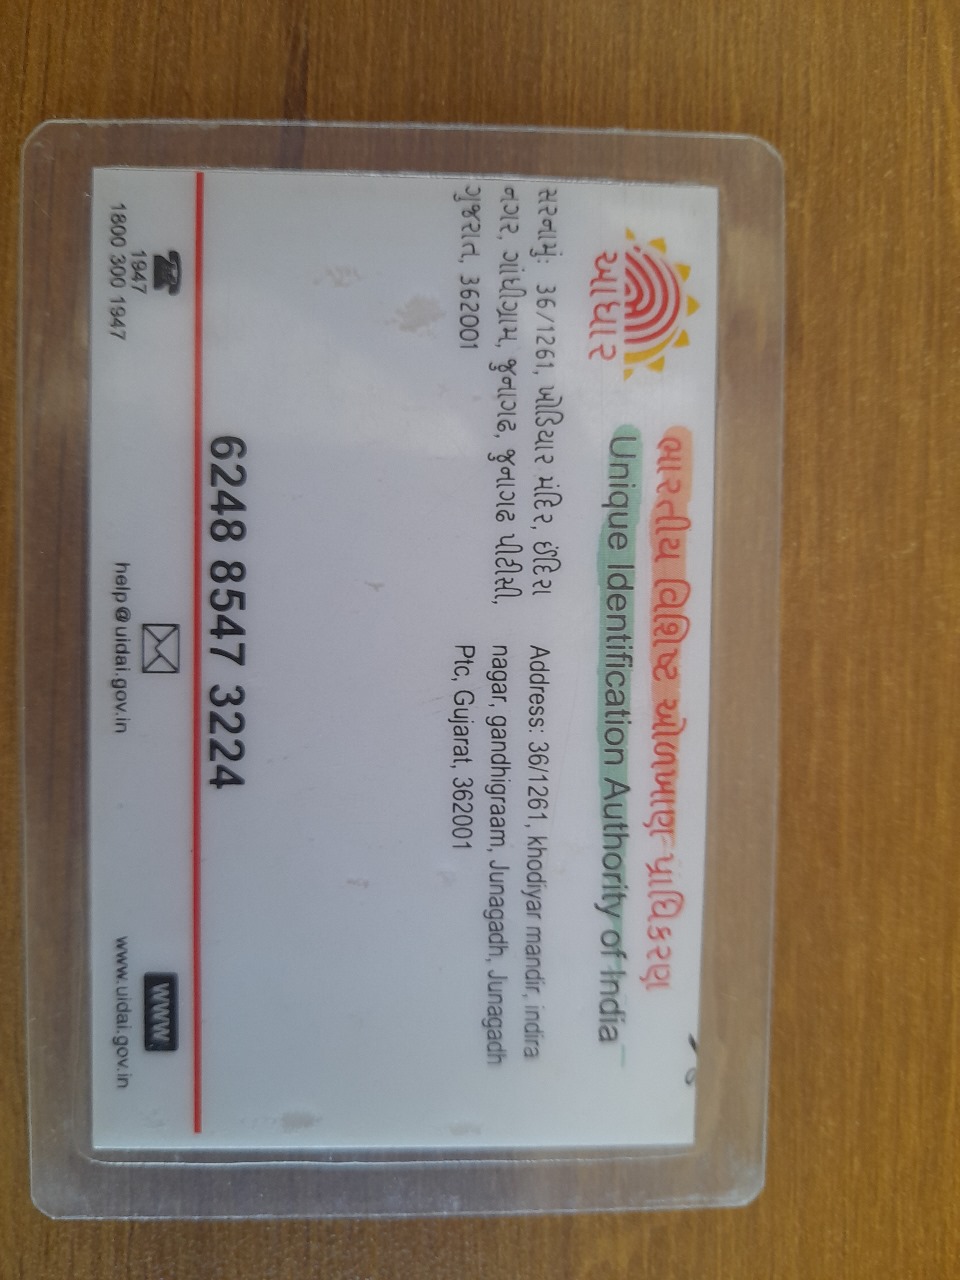 ભારતીય વિશિષ્ટ ઓળખાણ પ્રાધિકરણ
Unique Identification Authority of India
આધાર
સરનામું: 36/1261, ખોડિયાર મંદિર, ઇંદિરા
નગર, ગાંધીગ્રામ, જુનાગઢ, જુનાગઢ પીટીસી,
ગુજરાત, 362001
Address: 36/1261, khodiyar mandir, indira
nagar, gandhigraam, Junagadh, Junagadh
Ptc, Gujarat, 362001
6248 8547 3224
1947
1800 300 1947
help@uidai.gov.in
WWW
www.uidai.gov.in